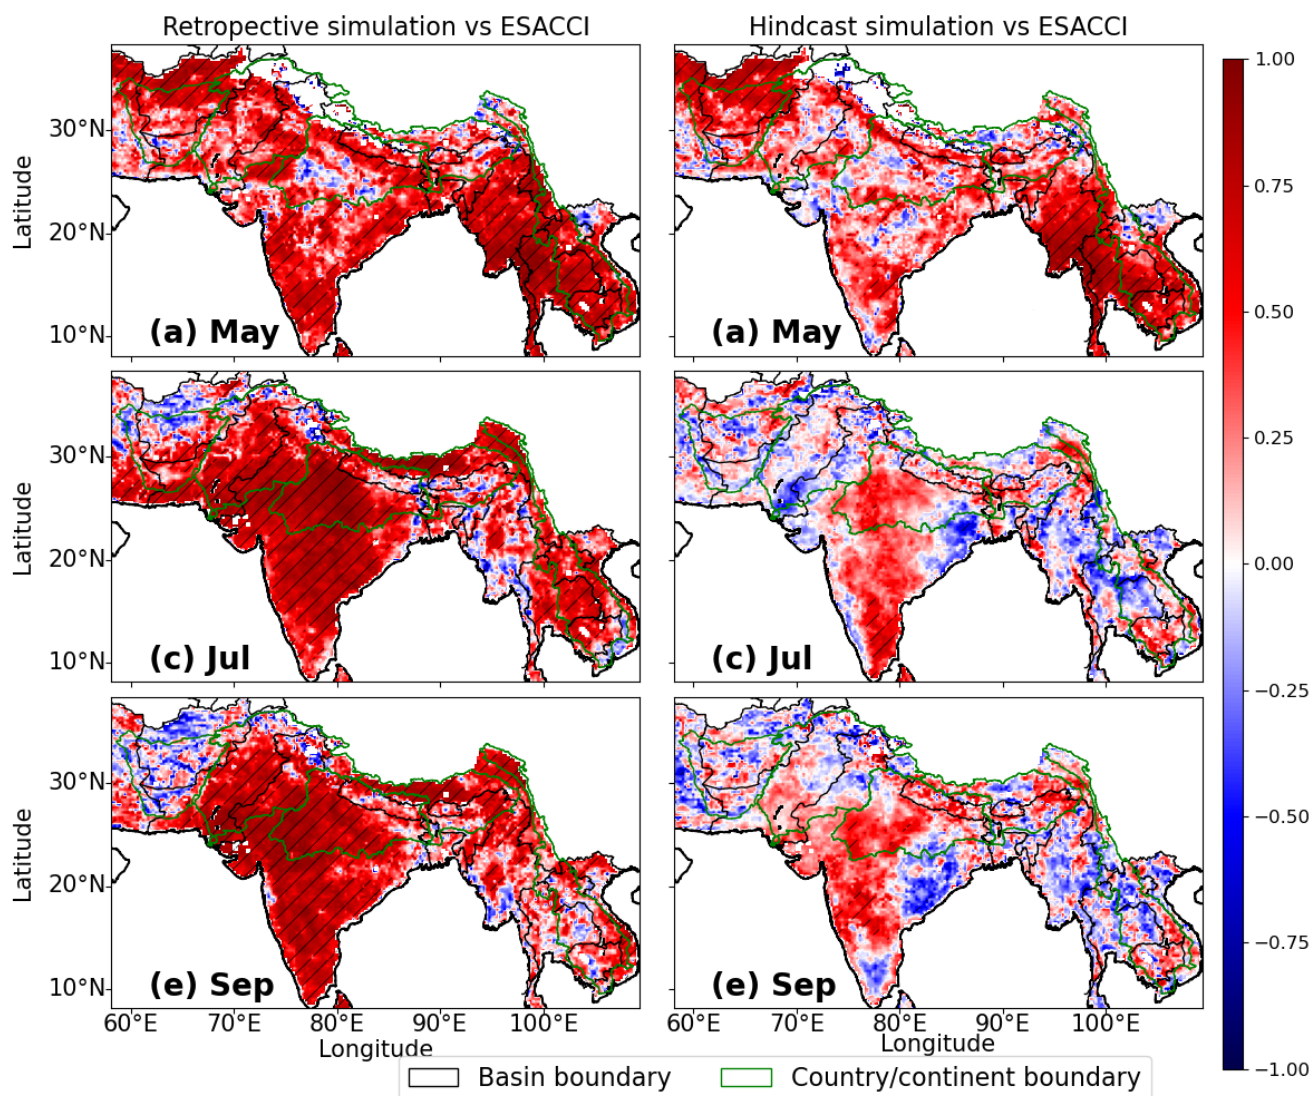 Retropective simulation vs ESACCI
Hindcast simulation vs ESACCI
Latitude
30°N
20°N
10°N
(a) May
(a) May
Latitude
30°N
20°N
10°N
(c) Jul
(c) Jul
Latitude
30°N
20°N
10°N
(e) Sep
(e) Sep
60°E 70°E 80°E 90°E 100°E
60°E 70°E 80°E 90°E 100°E
Longitude
Longitude
1.00
0.75
0.50
0.25
0.00
−0.25
−0.50
−0.75
−1.00
Basin boundary
Country/continent boundary